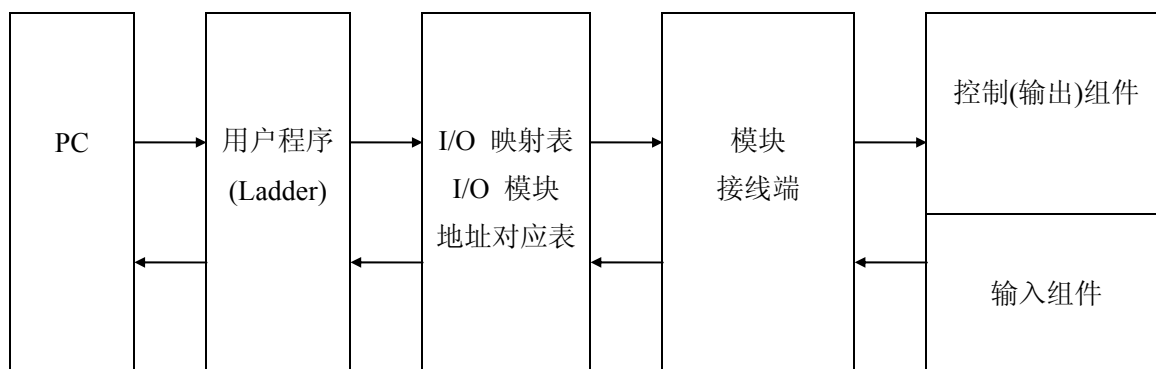 PC
用户程序
(Ladder)
I/O 映射表
I/O 模块
地址对应表
模块
接线端
控制(输出)组件
输入组件